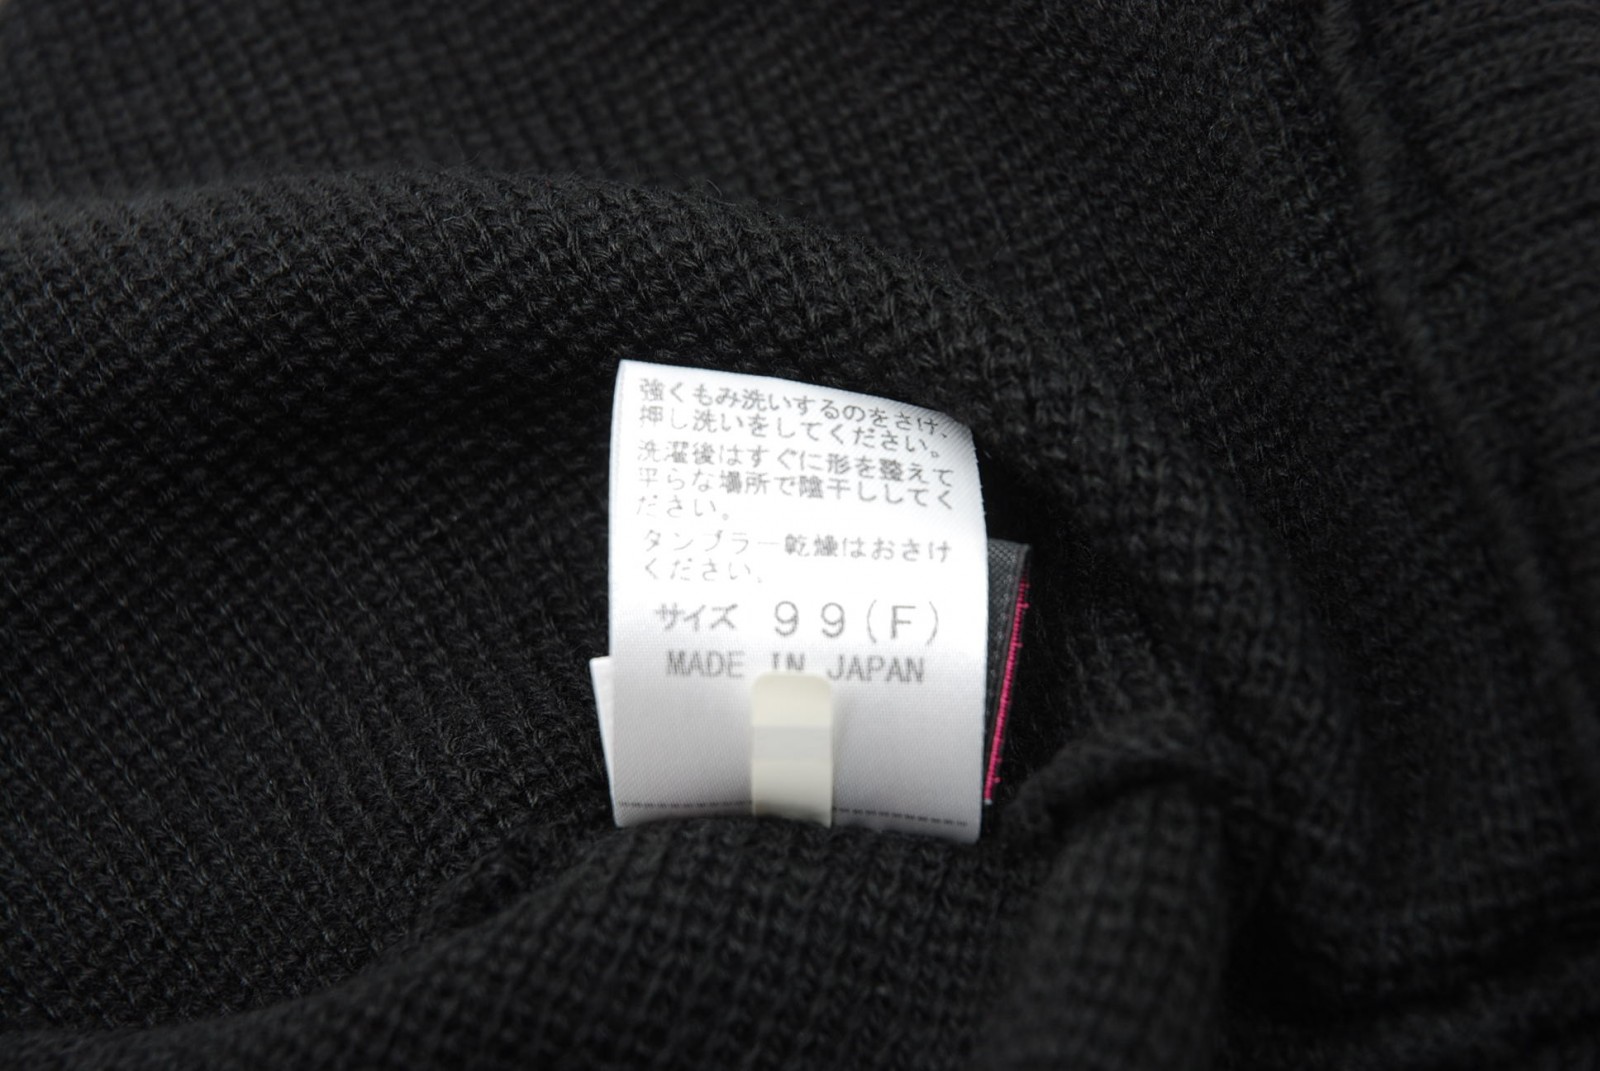 強くもみ洗いするのをさけ、
押し洗いをしてください。
洗濯後はすぐに形を整えて
平らな場所で陰干ししてく
ださい。
タンブラー乾燥はおさけ
ください。
サイズ 99(F)
MADE IN JAPAN